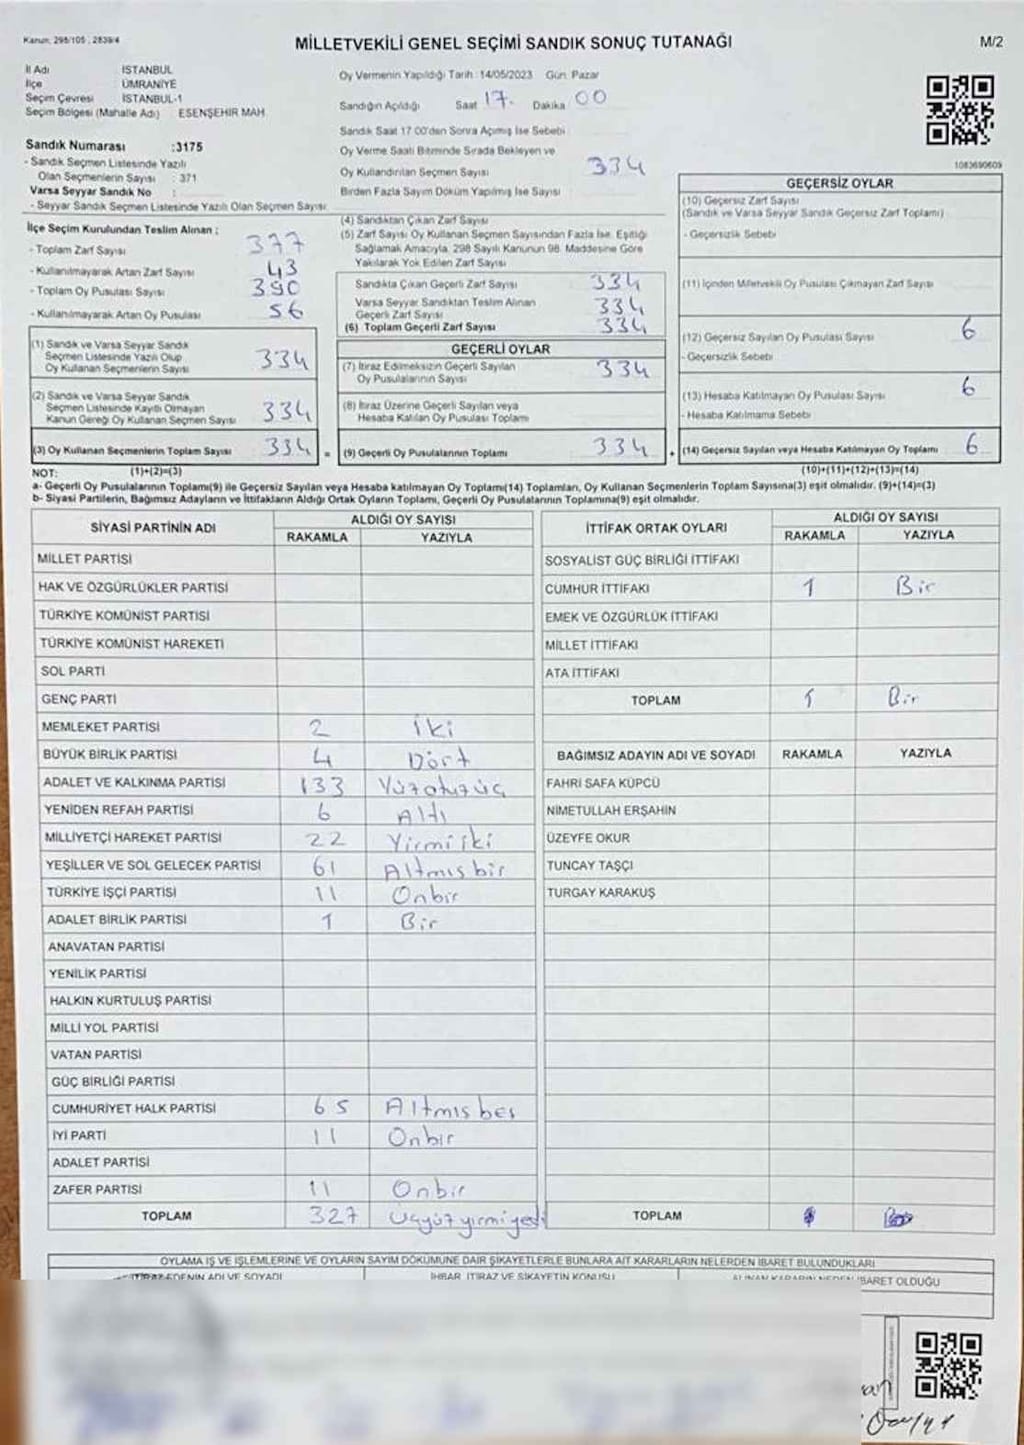 Kanun: 298/105 , 2839/4
MİLLETVEKİLİ GENEL SEÇİMİ SANDIK SONUÇ TUTANAĞI
M/2
İl Adı İSTANBUL
İlçe ÜMRANİYE
Seçim Çevresi İSTANBUL-1
Seçim Bölgesi (Mahalle Adı) ESENŞEHİR MAH
Sandık Numarası :3175
- Sandık Seçmen Listesinde Yazılı
Olan Seçmenlerin Sayısı : 371
Varsa Seyyar Sandık No :
- Seyyar Sandık Seçmen Listesinde Yazılı Olan Seçmen Sayısı:
Oy Vermenin Yapıldığı Tarih :14/05/2023 Gün: Pazar
Sandığın Açıldığı Saat 17. Dakika 00
Sandık Saat 17:00'den Sonra Açılmış İse Sebebi
Oy Verme Saati Bitiminde Sırada Bekleyen ve
Oy Kullandırılan Seçmen Sayısı 334
Birden Fazla Sayım Döküm Yapılmış İse Sayısı
1083690609
İlçe Seçim Kurulundan Teslim Alınan :
- Toplam Zarf Sayısı 377
- Kullanılmayarak Artan Zarf Sayısı 43
- Toplam Oy Pusulası Sayısı 390
- Kullanılmayarak Artan Oy Pusulası 56
(1) Sandık ve Varsa Seyyar Sandık
Seçmen Listesinde Yazılı Olup
Oy Kullanan Seçmenlerin Sayısı 334
(2) Sandık ve Varsa Seyyar Sandık
Seçmen Listesinde Kayıtlı Olmayan
Kanun Gereği Oy Kullanan Seçmen Sayısı 334
(3) Oy Kullanan Seçmenlerin Toplam Sayısı 334 =
(4) Sandıktan Çıkan Zarf Sayısı
(5) Zarf Sayısı Oy Kullanan Seçmen Sayısından Fazla İse, Eşitliği
Sağlamak Amacıyla, 298 Sayılı Kanunun 98. Maddesine Göre
Yakılarak Yok Edilen Zarf Sayısı
Sandıkta Çıkan Geçerli Zarf Sayısı 334
Varsa Seyyar Sandıktan Teslim Alınan
Geçerli Zarf Sayısı 334
(6) Toplam Geçerli Zarf Sayısı 334
GEÇERLİ OYLAR
(7) İtiraz Edilmeksizin Geçerli Sayılan
Oy Pusulalarının Sayısı 334
(8) İtiraz Üzerine Geçerli Sayılan veya
Hesaba Katılan Oy Pusulası Toplamı
(9) Geçerli Oy Pusulalarının Toplamı 334 +
GEÇERSİZ OYLAR
(10) Geçersiz Zarf Sayısı
(Sandık ve Varsa Seyyar Sandık Geçersiz Zarf Toplamı)
- Geçersizlik Sebebi
(11) İçinden Milletvekili Oy Pusulası Çıkmayan Zarf Sayısı
(12) Geçersiz Sayılan Oy Pusulası Sayısı 6
- Geçersizlik Sebebi
(13) Hesaba Katılmayan Oy Pusulası Sayısı 6
- Hesaba Katılmama Sebebi
(14) Geçersiz Sayılan veya Hesaba Katılmayan Oy Toplamı 6
NOT: (1)+(2)=(3) (10)+(11)+(12)+(13)=(14)
a- Geçerli Oy Pusulalarının Toplamı(9) ile Geçersiz Sayılan veya Hesaba katılmayan Oy Toplamı(14) Toplamları, Oy Kullanan Seçmenlerin Toplam Sayısına(3) eşit olmalıdır. (9)+(14)=(3)
b- Siyasi Partilerin, Bağımsız Adayların ve İttifakların Aldığı Ortak Oyların Toplamı, Geçerli Oy Pusulalarının Toplamına(9) eşit olmalıdır.
SİYASİ PARTİNİN ADI ALDIĞI OY SAYISI
RAKAMLA YAZIYLA
MİLLET PARTİSİ
HAK VE ÖZGÜRLÜKLER PARTİSİ
TÜRKİYE KOMÜNİST PARTİSİ
TÜRKİYE KOMÜNİST HAREKETİ
SOL PARTİ
GENÇ PARTİ
MEMLEKET PARTİSİ 2 İki
BÜYÜK BİRLİK PARTİSİ 4 Dört
ADALET VE KALKINMA PARTİSİ 133 Yüzotuzüç
YENİDEN REFAH PARTİSİ 6 Altı
MİLLİYETÇİ HAREKET PARTİSİ 22 Yirmi iki
YEŞİLLER VE SOL GELECEK PARTİSİ 61 Altmış bir
TÜRKİYE İŞÇİ PARTİSİ 11 Onbir
ADALET BİRLİK PARTİSİ 1 Bir
ANAVATAN PARTİSİ
YENİLİK PARTİSİ
HALKIN KURTULUŞ PARTİSİ
MİLLİ YOL PARTİSİ
VATAN PARTİSİ
GÜÇ BİRLİĞİ PARTİSİ
CUMHURİYET HALK PARTİSİ 65 Altmış beş
İYİ PARTİ 11 Onbir
ADALET PARTİSİ
ZAFER PARTİSİ 11 Onbir
TOPLAM 327 Üçyüz yirmi yedi
İTTİFAK ORTAK OYLARI ALDIĞI OY SAYISI
RAKAMLA YAZIYLA
SOSYALİST GÜÇ BİRLİĞİ İTTİFAKI
CUMHUR İTTİFAKI 1 Bir
EMEK VE ÖZGÜRLÜK İTTİFAKI
MİLLET İTTİFAKI
ATA İTTİFAKI
TOPLAM 1 Bir
BAĞIMSIZ ADAYIN ADI VE SOYADI RAKAMLA YAZIYLA
FAHRİ SAFA KÜPCÜ
NİMETULLAH ERŞAHİN
ÜZEYFE OKUR
TUNCAY TAŞÇI
TURGAY KARAKUŞ
TOPLAM
OYLAMA İŞ VE İŞLEMLERİNE VE OYLARIN SAYIM DÖKÜMÜNE DAİR ŞİKAYETLERLE BUNLARA AİT KARARLARIN NELERDEN İBARET BULUNDUKLARI
İTİRAZ EDENİN ADI VE SOYADI İHBAR, İTİRAZ VE ŞİKAYETİN KONUSU ALINAN KARARIN NEDEN İBARET OLDUĞU